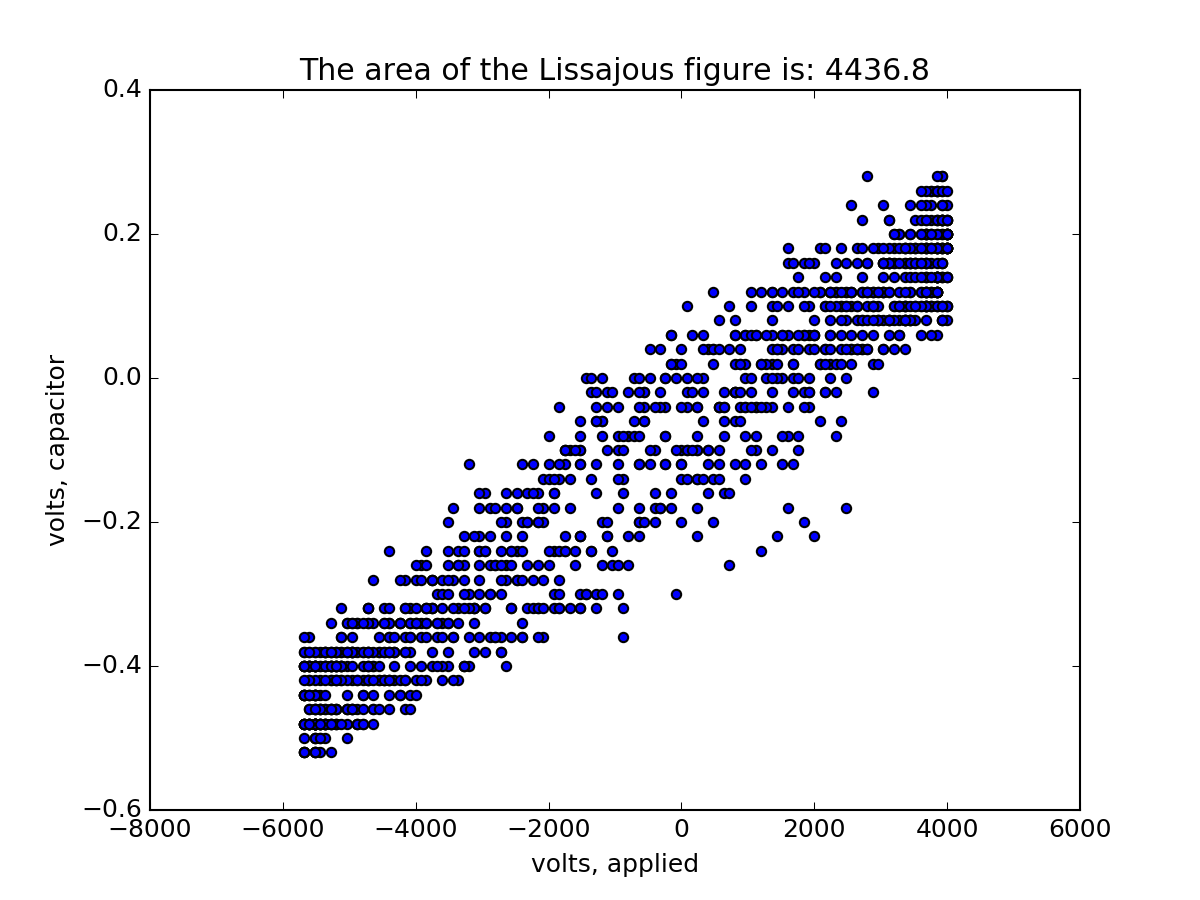 The area of the Lissajous figure is: 4436.8
0.4
0.2
0.0
−0.2
−0.4
−0.6
volts, capacitor
−8000 −6000 −4000 −2000 0 2000 4000 6000
volts, applied